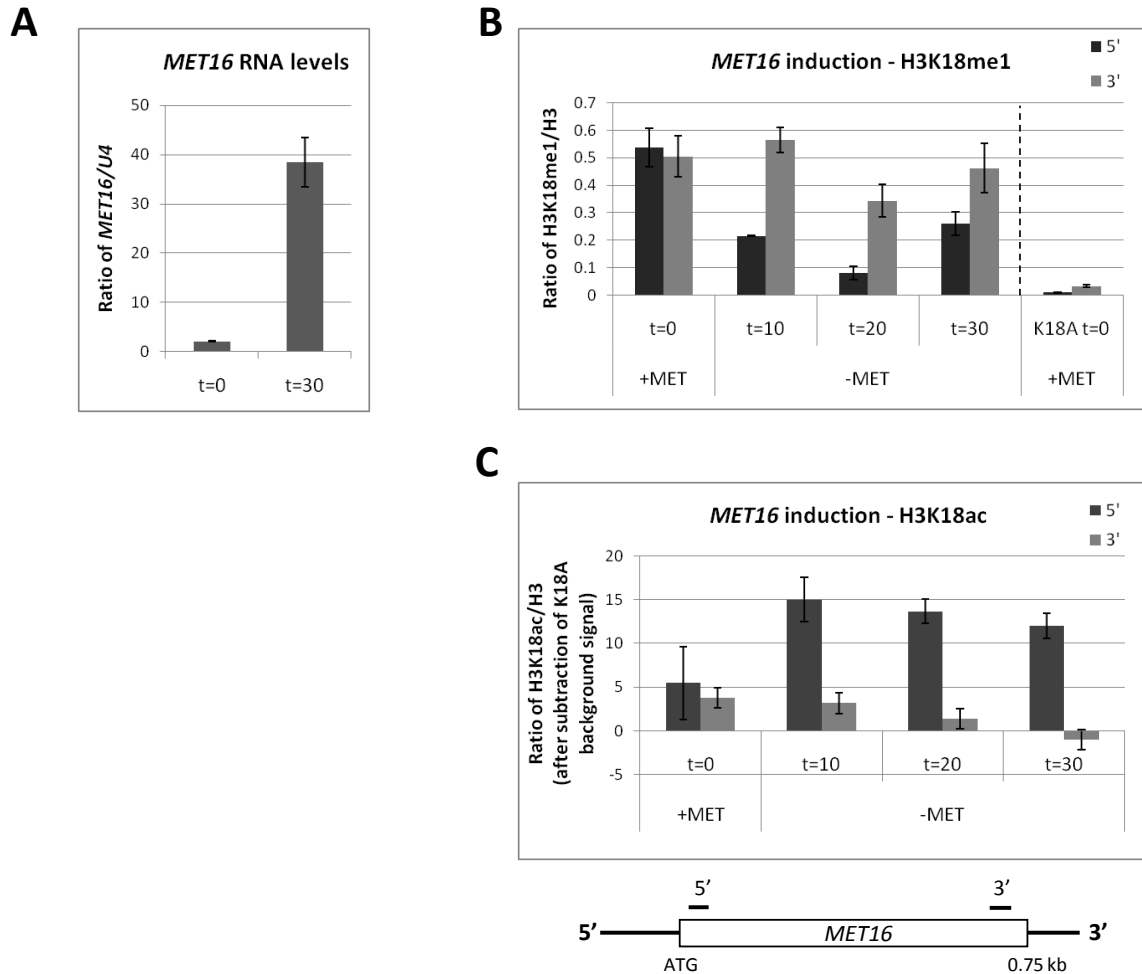 A
MET16 RNA levels
Ratio of MET16/U4
50
40
30
20
10
0
t=0 t=30
B
MET16 induction - H3K18me1
5'
3'
Ratio of H3K18me1/H3
0.7
0.6
0.5
0.4
0.3
0.2
0.1
0
t=0 t=10 t=20 t=30 K18A t=0
+MET -MET +MET
C
MET16 induction - H3K18ac
5'
3'
Ratio of H3K18ac/H3
(after subtraction of K18A
background signal)
20
15
10
5
0
-5
t=0 t=10 t=20 t=30
+MET -MET
5’ 3’
5’ MET16 3’
ATG 0.75 kb